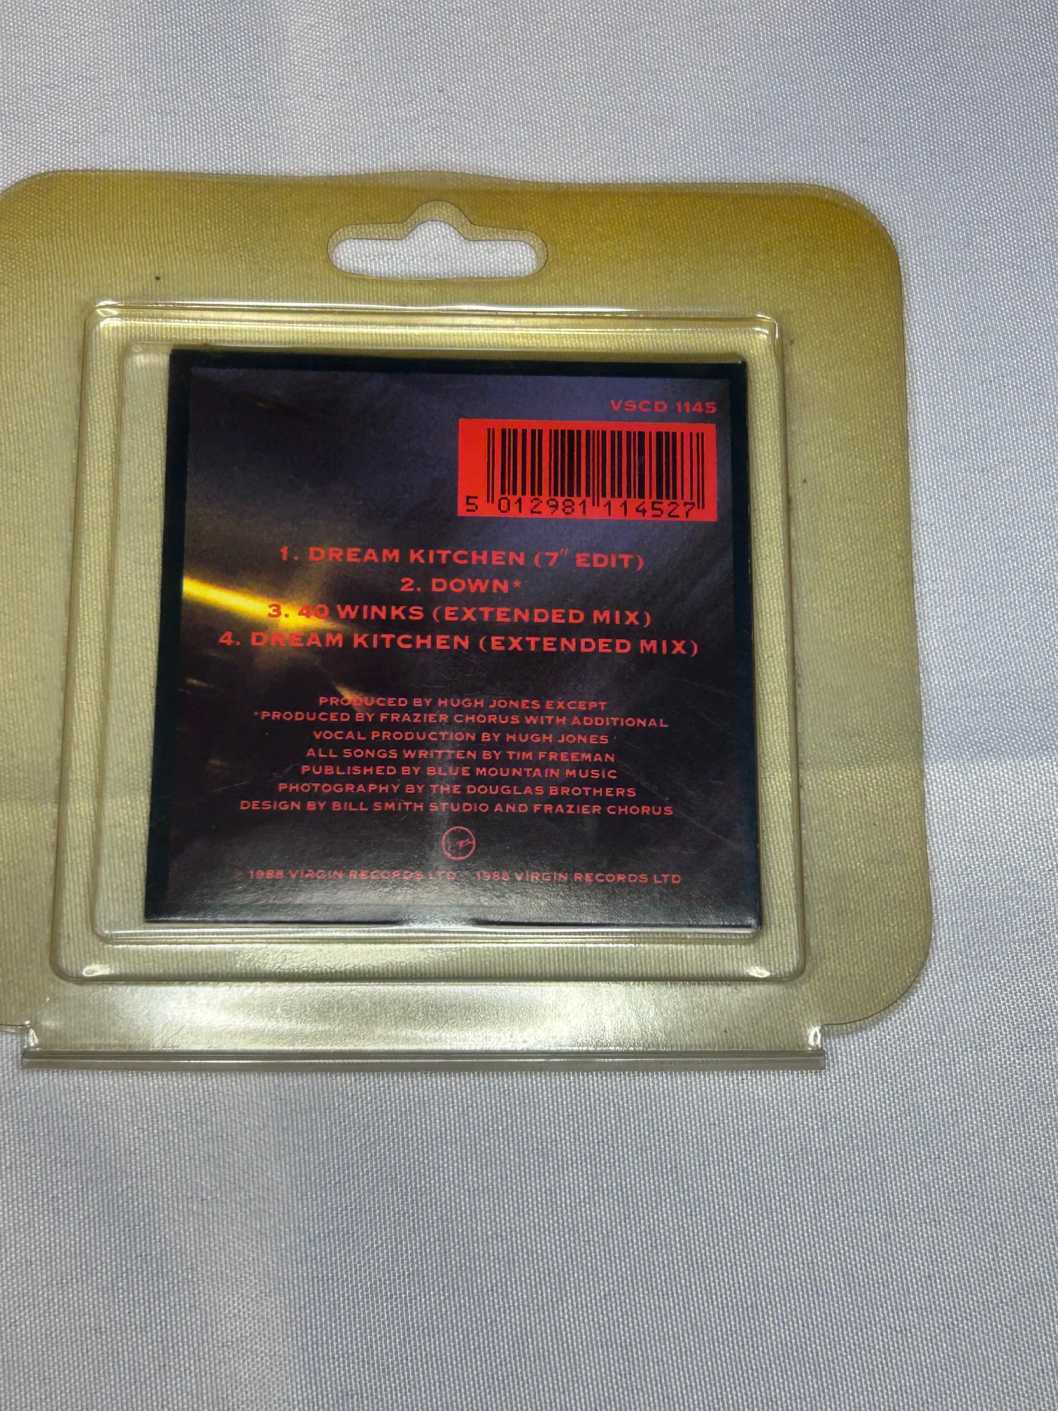 VSCD 1145
5 012981 114527
1. DREAM KITCHEN (7" EDIT)
2. DOWN*
3. 40 WINKS (EXTENDED MIX)
4. DREAM KITCHEN (EXTENDED MIX)
PRODUCED BY HUGH JONES EXCEPT
*PRODUCED BY FRAZIER CHORUS WITH ADDITIONAL
VOCAL PRODUCTION BY HUGH JONES
ALL SONGS WRITTEN BY TIM FREEMAN
PUBLISHED BY BLUE MOUNTAIN MUSIC
PHOTOGRAPHY BY THE DOUGLAS BROTHERS
DESIGN BY BILL SMITH STUDIO AND FRAZIER CHORUS
Virgin
1988 VIRGIN RECORDS LTD 1988 VIRGIN RECORDS LTD